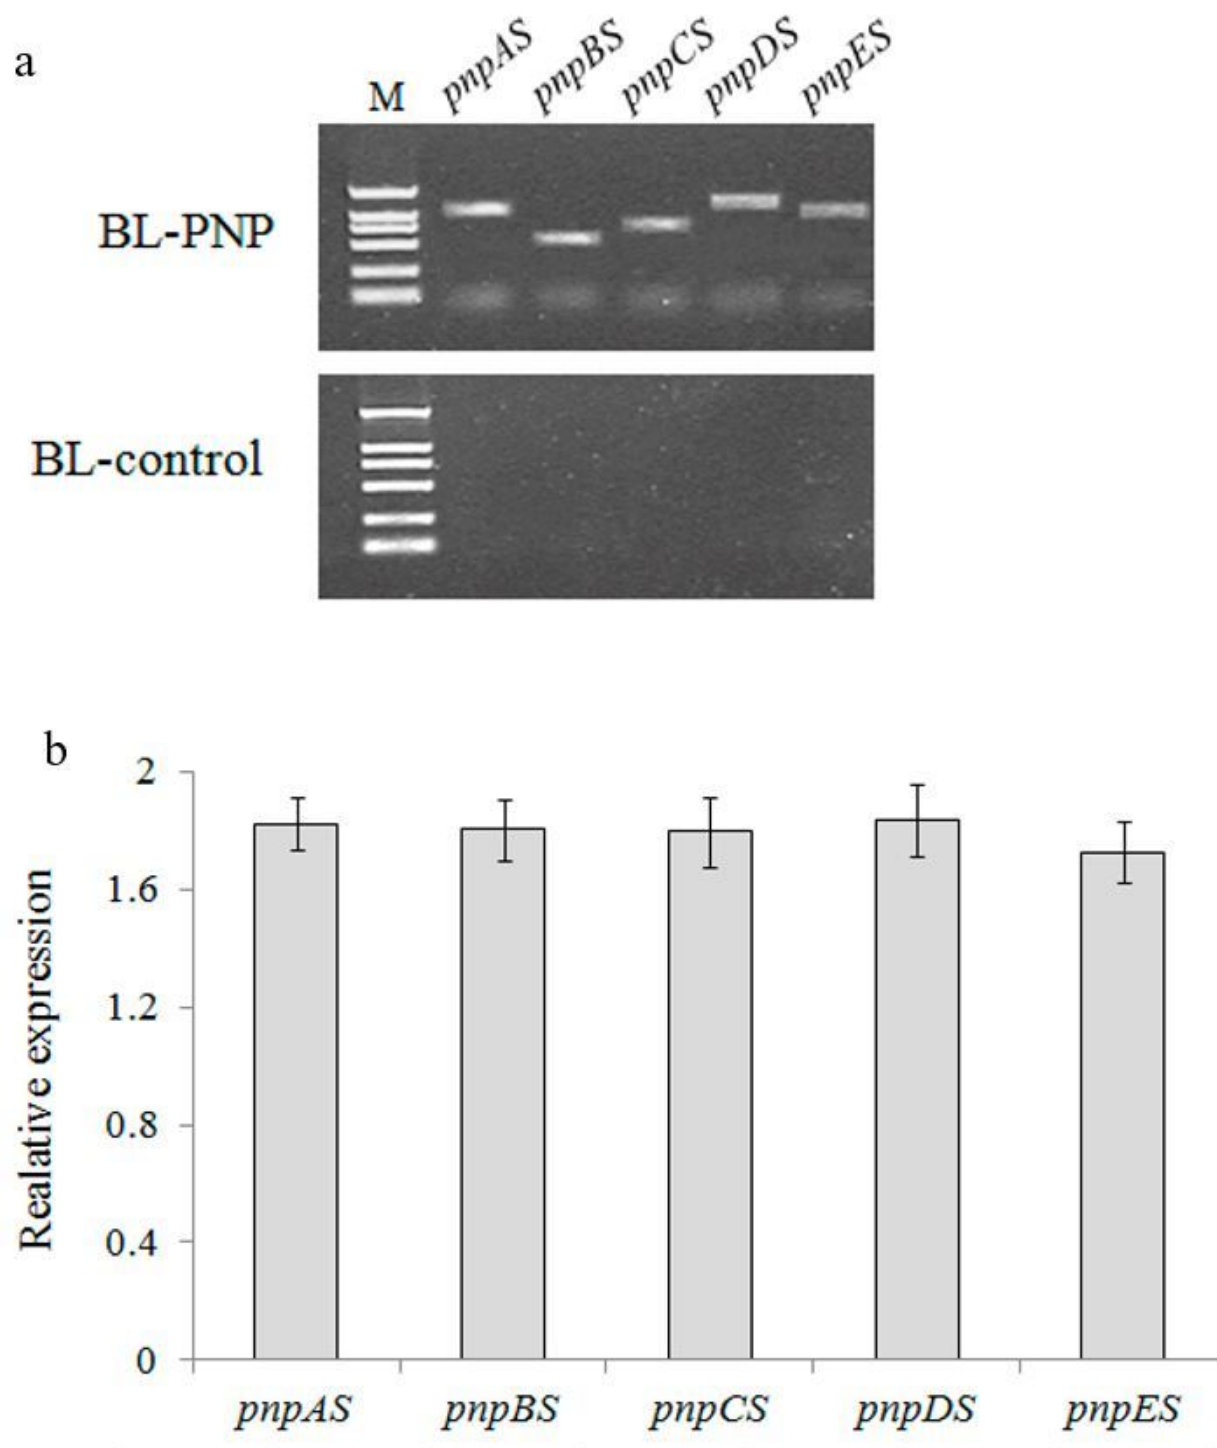 a
M pnpAS pnpBS pnpCS pnpDS pnpES
BL-PNP
BL-control
b
Realative expression
2
1.6
1.2
0.8
0.4
0
pnpAS pnpBS pnpCS pnpDS pnpES